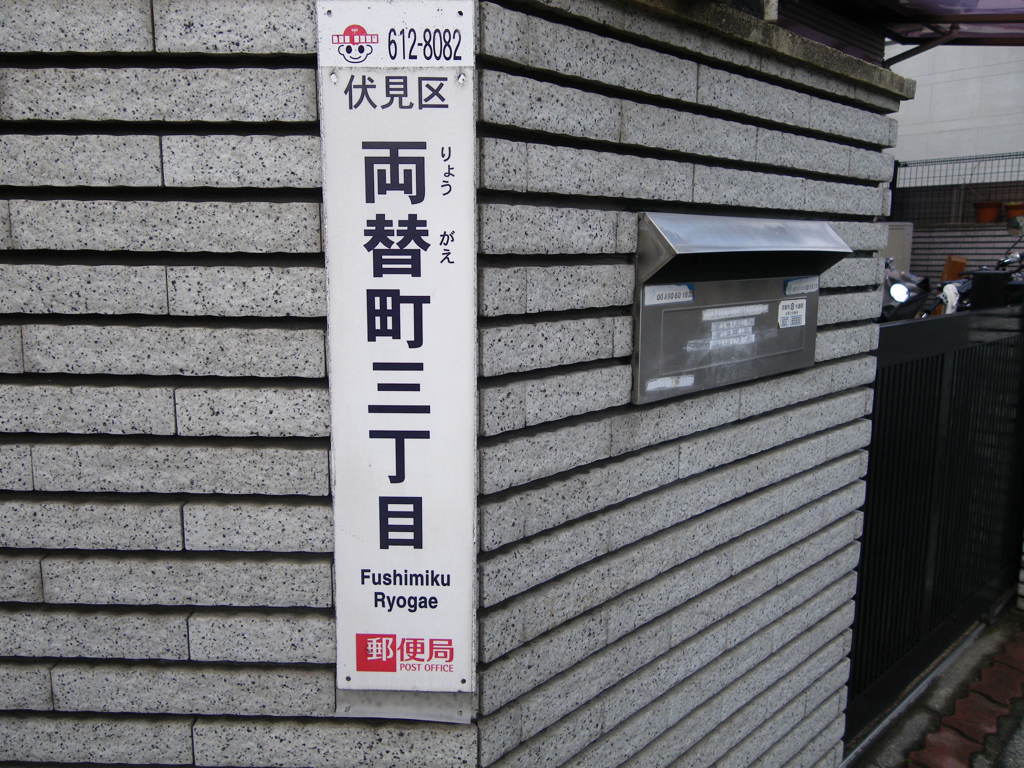 612-8082
伏見区
両替町三丁目
りょう がえ
Fushimiku
Ryogae
郵便局
POST OFFICE